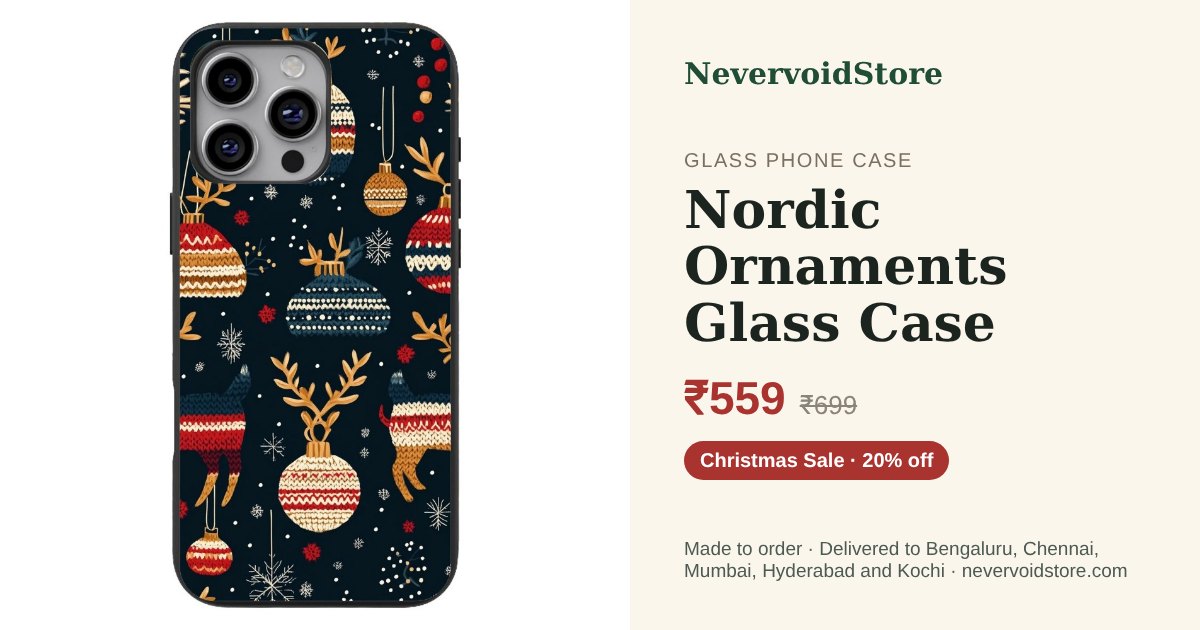 NevervoidStore
GLASS PHONE CASE
Nordic
Ornaments
Glass Case
₹559 ₹699
Christmas Sale · 20% off
Made to order · Delivered to Bengaluru, Chennai,
Mumbai, Hyderabad and Kochi · nevervoidstore.com